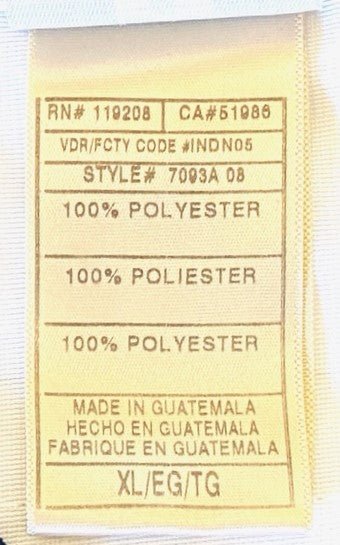 RN# 119208 CA#51986
VDR/FCTY CODE #INDN05
STYLE# 7093A 08
100% POLYESTER
100% POLIESTER
100% POLYESTER
MADE IN GUATEMALA
HECHO EN GUATEMALA
FABRIQUE EN GUATEMALA
XL/EG/TG